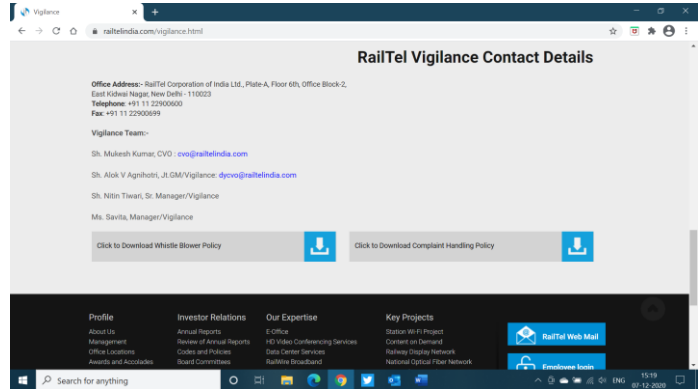 Vigilance
railtelindia.com/vigilance.html
RailTel Vigilance Contact Details
Office Address:- RailTel Corporation of India Ltd., Plate-A, Floor 6th, Office Block-2,
East Kidwai Nagar, New Delhi - 110023
Telephone: +91 11 22900600
Fax: +91 11 22900699
Vigilance Team:-
Sh. Mukesh Kumar, CVO : cvo@railtelindia.com
Sh. Alok V Agnihotri, Jt.GM/Vigilance: dycvo@railtelindia.com
Sh. Nitin Tiwari, Sr. Manager/Vigilance
Ms. Savita, Manager/Vigilance
Click to Download Whistle Blower Policy
Click to Download Complaint Handling Policy
Profile
About Us
Management
Office Locations
Awards and Accolades
Investor Relations
Annual Reports
Review of Annual Reports
Codes and Policies
Board Committees
Our Expertise
E-Office
HD Video Conferencing Services
Data Center Services
RailWire Broadband
Key Projects
Station Wi-Fi Project
Content on Demand
Railway Display Network
National Optical Fiber Network
RailTel Web Mail
Employee login
Search for anything
ENG
15:19
07-12-2020